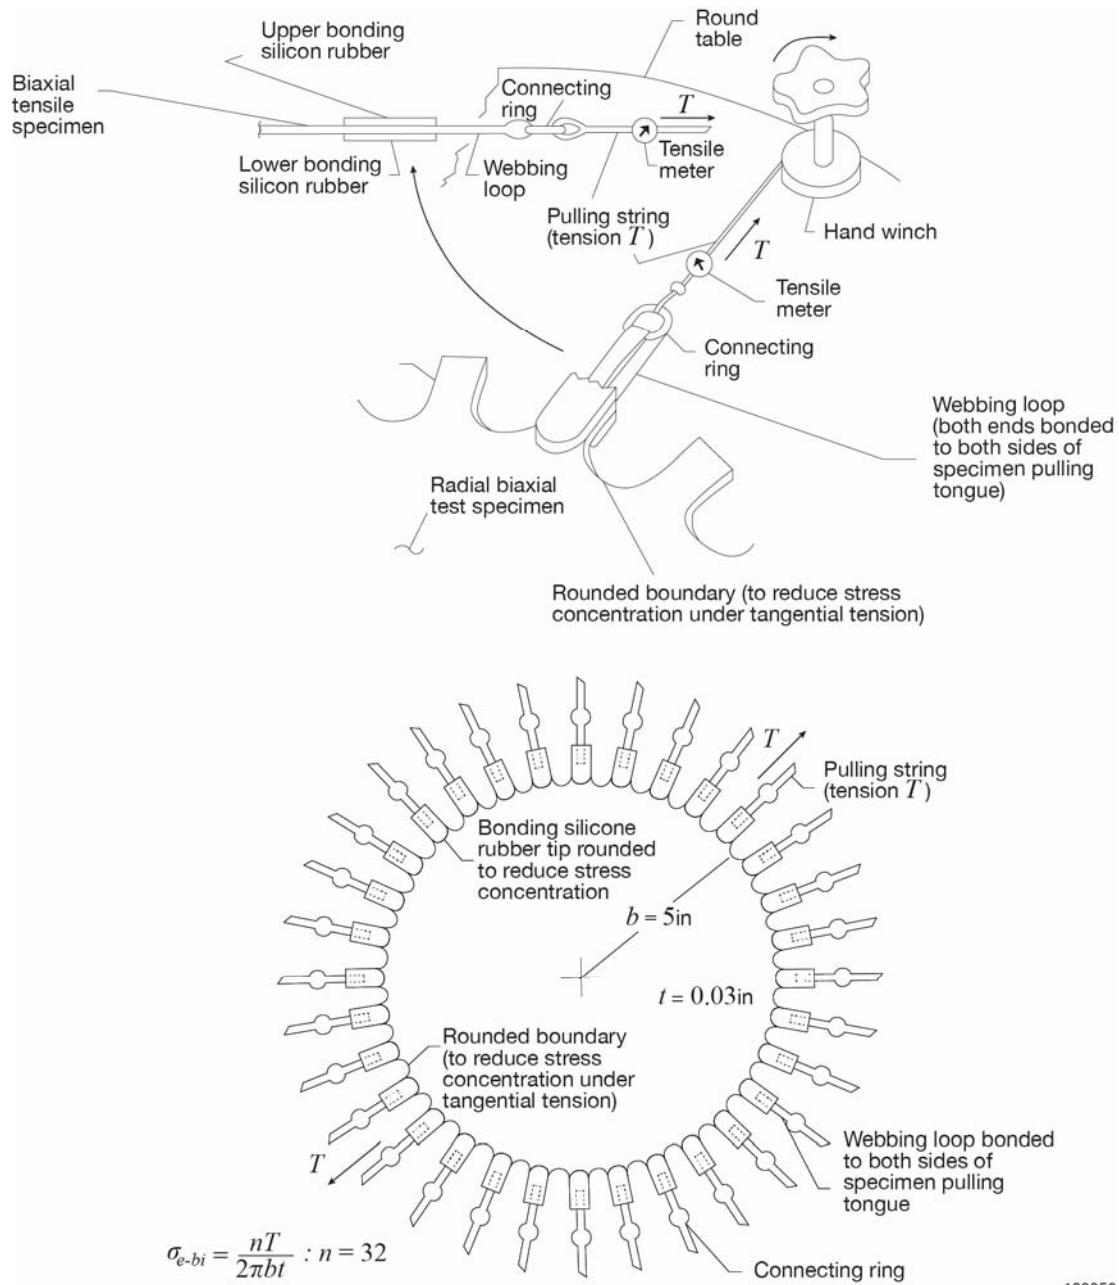 Upper bonding
silicon rubber
Round
table
Biaxial
tensile
specimen
Connecting
ring
T
Lower bonding
silicon rubber
Webbing
loop
Tensile
meter
Pulling string
(tension T )
T
Hand winch
Tensile
meter
Connecting
ring
Webbing loop
(both ends bonded
to both sides of
specimen pulling
tongue)
Radial biaxial
test specimen
Rounded boundary (to reduce stress
concentration under tangential tension)
T
Pulling string
(tension T )
Bonding silicone
rubber tip rounded
to reduce stress
concentration
b = 5in
t = 0.03in
Rounded boundary
(to reduce stress
concentration under
tangential tension)
T
Webbing loop bonded
to both sides of
specimen pulling
tongue
σe-bi = nT / 2πbt : n = 32
Connecting ring